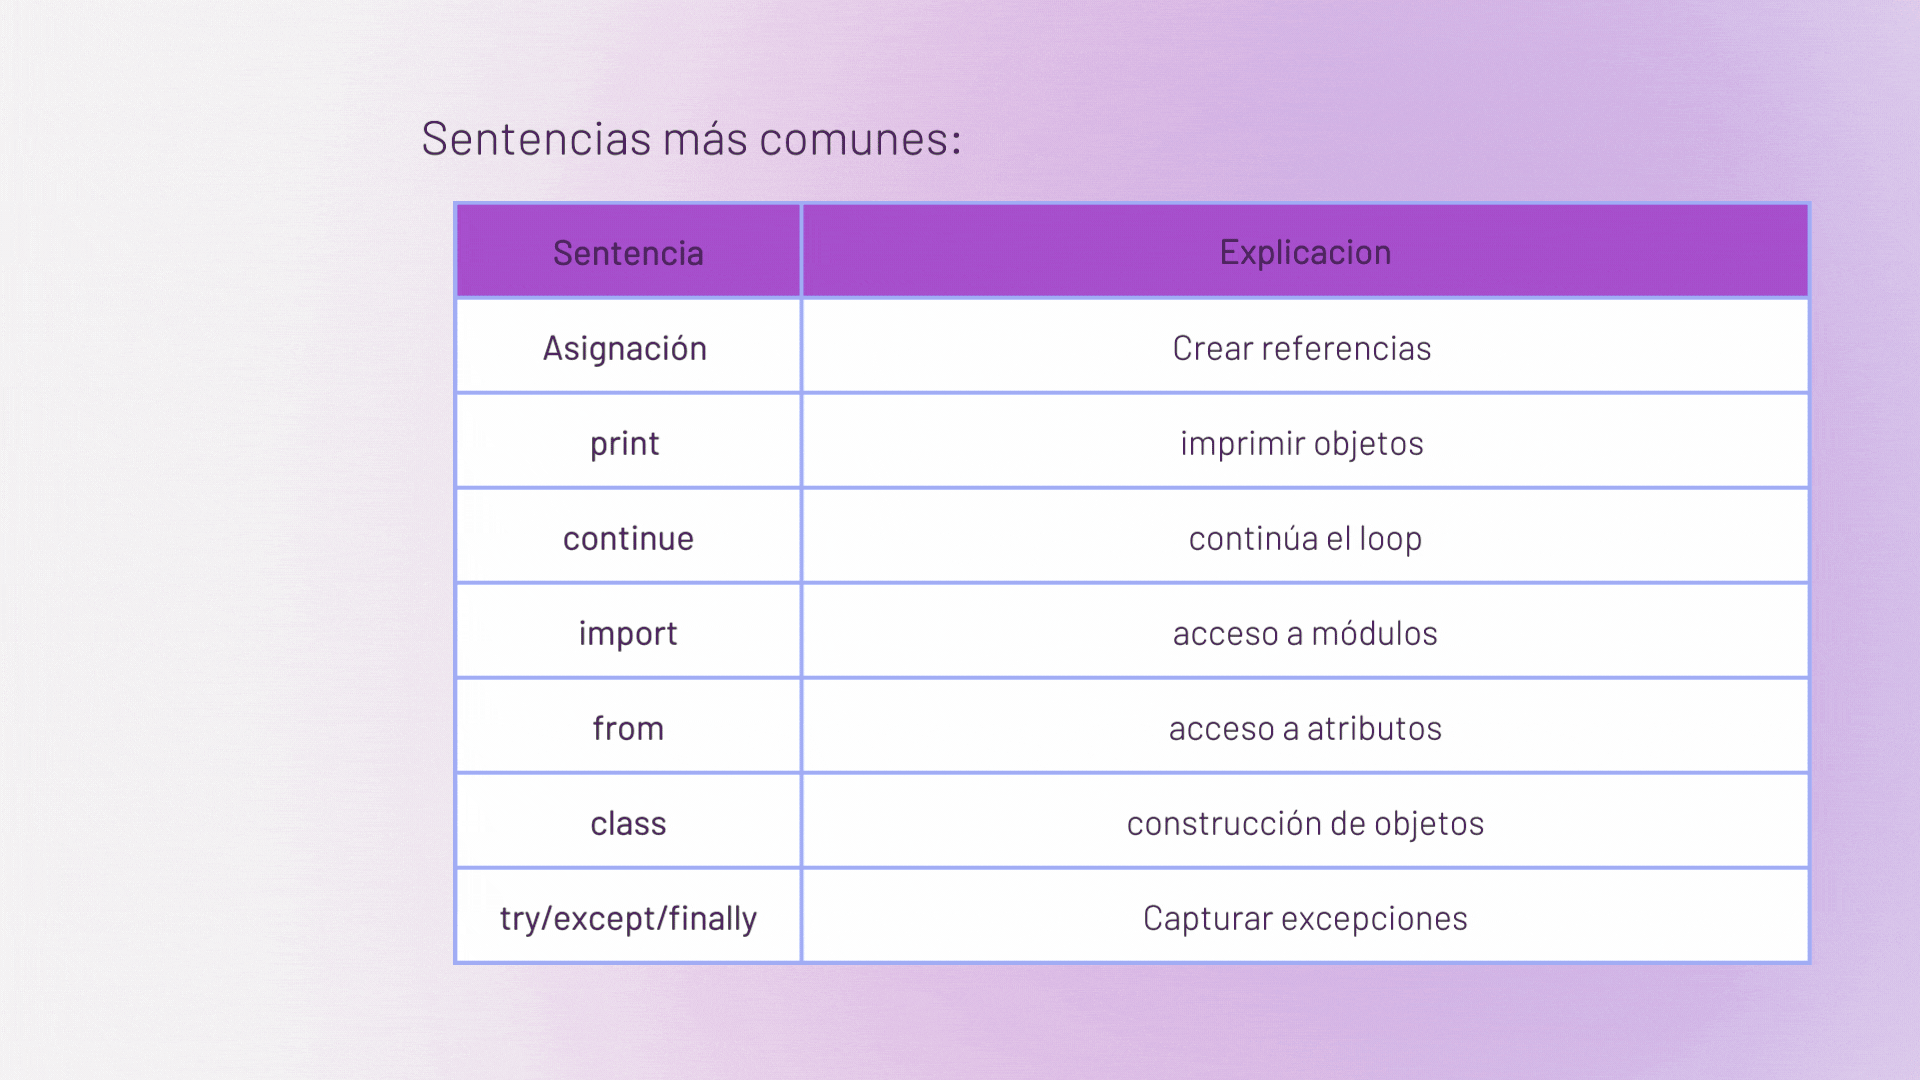 Sentencias más comunes:
Sentencia Explicacion
Asignación Crear referencias
print imprimir objetos
continue continúa el loop
import acceso a módulos
from acceso a atributos
class construcción de objetos
try/except/finally Capturar excepciones